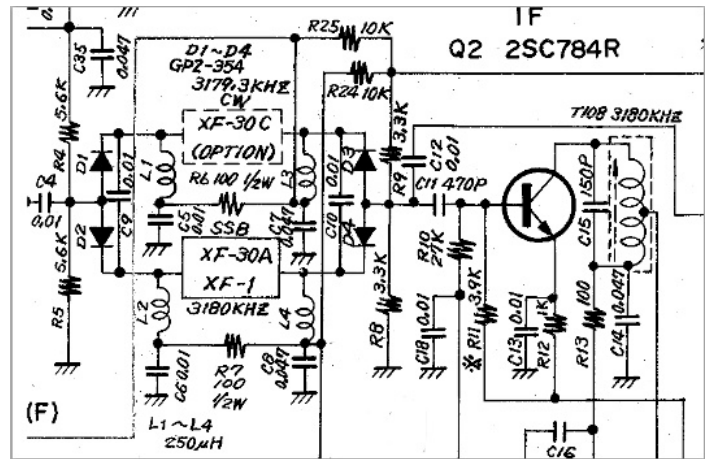 IF
Q2 2SC784R
R25 10K
R24 10K
D1~D4
GP2-354
3179.3KHZ
CW
XF-30C
(OPTION)
T108 3180KHZ
C35
0.047
5.6K
R4
D1
0.01
C9
L1
R6 100 1/2W
L3
0.01
C10
D3
D4
3.3K
R9
C12
0.01
C11 470P
150P
C15
C4
0.01
D2
C5
0.01
SSB
C7
0.047
XF-30A
XF-1
3180KHZ
R10
27K
5.6K
R5
L2
L4
3.3K
R8
0.01
C18
3.9K
※ R11
0.01
C13
1K
R12
100
R13
0.047
C14
C6 0.01
R7
100
1/2W
C8
0.047
(F)
L1~L4
250μH
C16